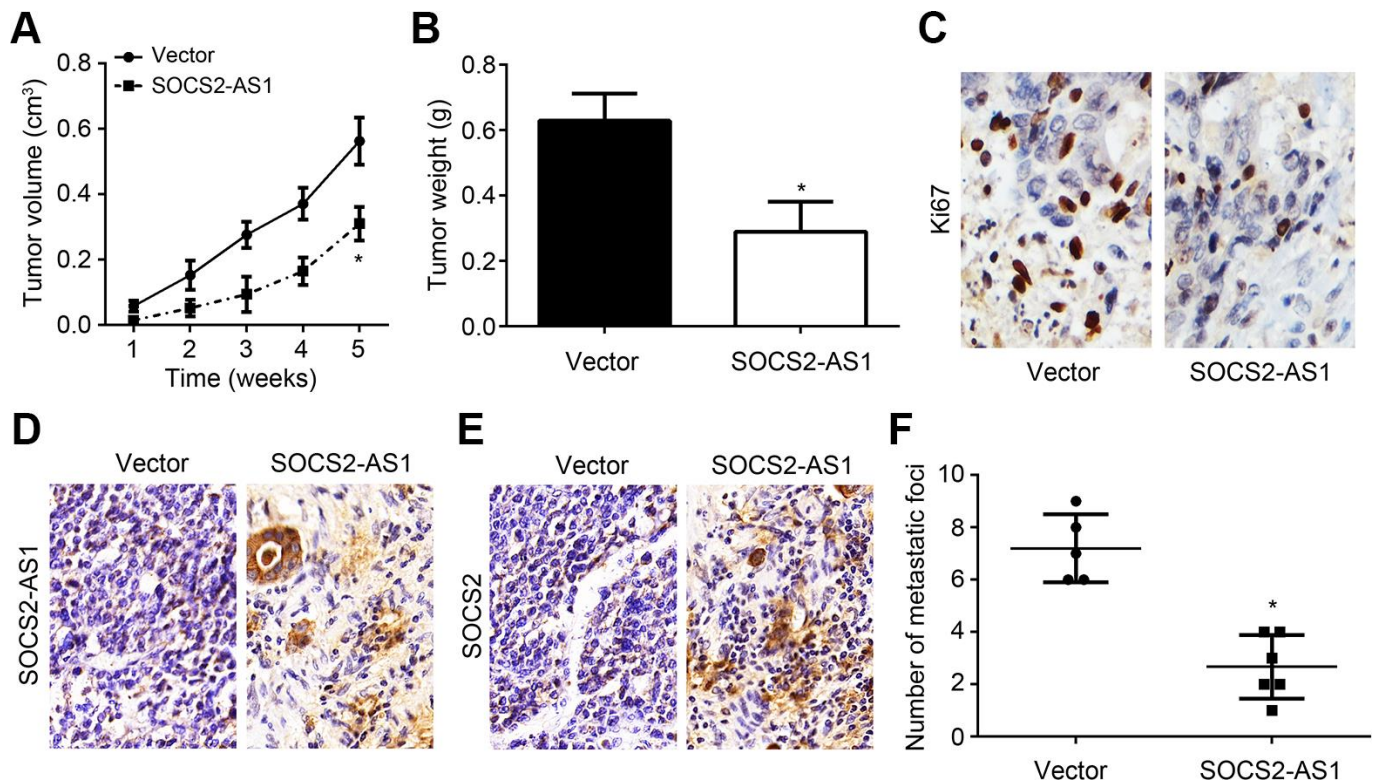 A
Vector
SOCS2-AS1
Tumor volume (cm³)
0.8
0.6
0.4
0.2
0.0
*
1 2 3 4 5
Time (weeks)
B
Tumor weight (g)
0.8
0.6
0.4
0.2
0.0
*
Vector SOCS2-AS1
C
Ki67
Vector SOCS2-AS1
D
Vector SOCS2-AS1
SOCS2-AS1
E
Vector SOCS2-AS1
SOCS2
F
Number of metastatic foci
10
8
6
4
2
0
*
Vector SOCS2-AS1